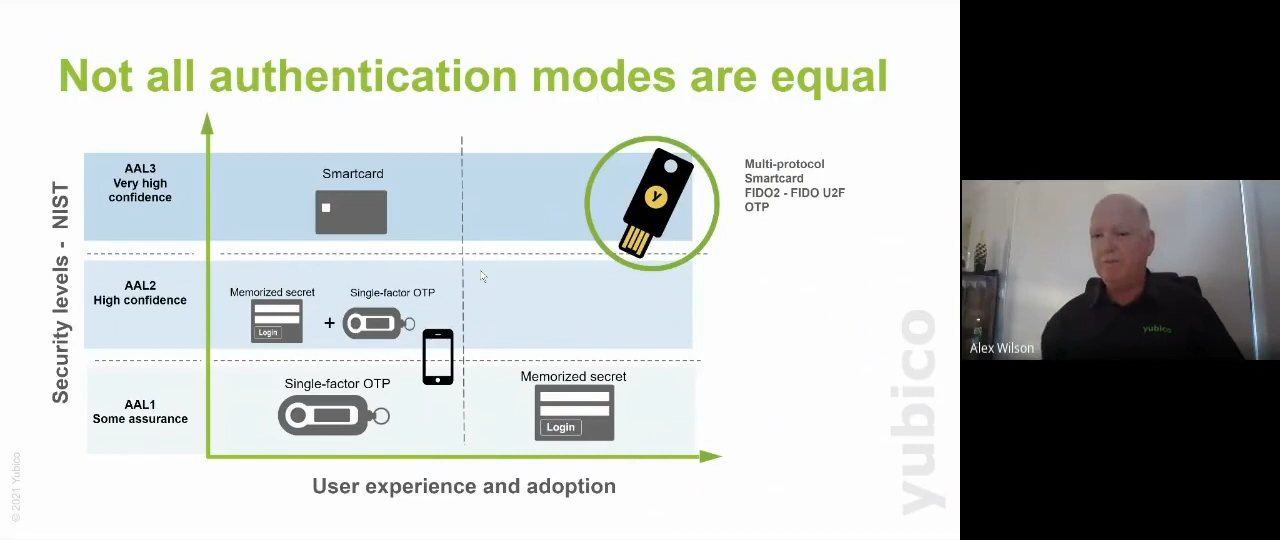 Not all authentication modes are equal
AAL3
Very high
confidence
Smartcard
y
Multi-protocol
Smartcard
FIDO2 - FIDO U2F
OTP
Security levels - NIST
AAL2
High confidence
Memorized secret
Single-factor OTP
Login
+
AAL1
Some assurance
Single-factor OTP
Memorized secret
Login
User experience and adoption
© 2021 Yubico
yubico
yubico
Alex Wilson